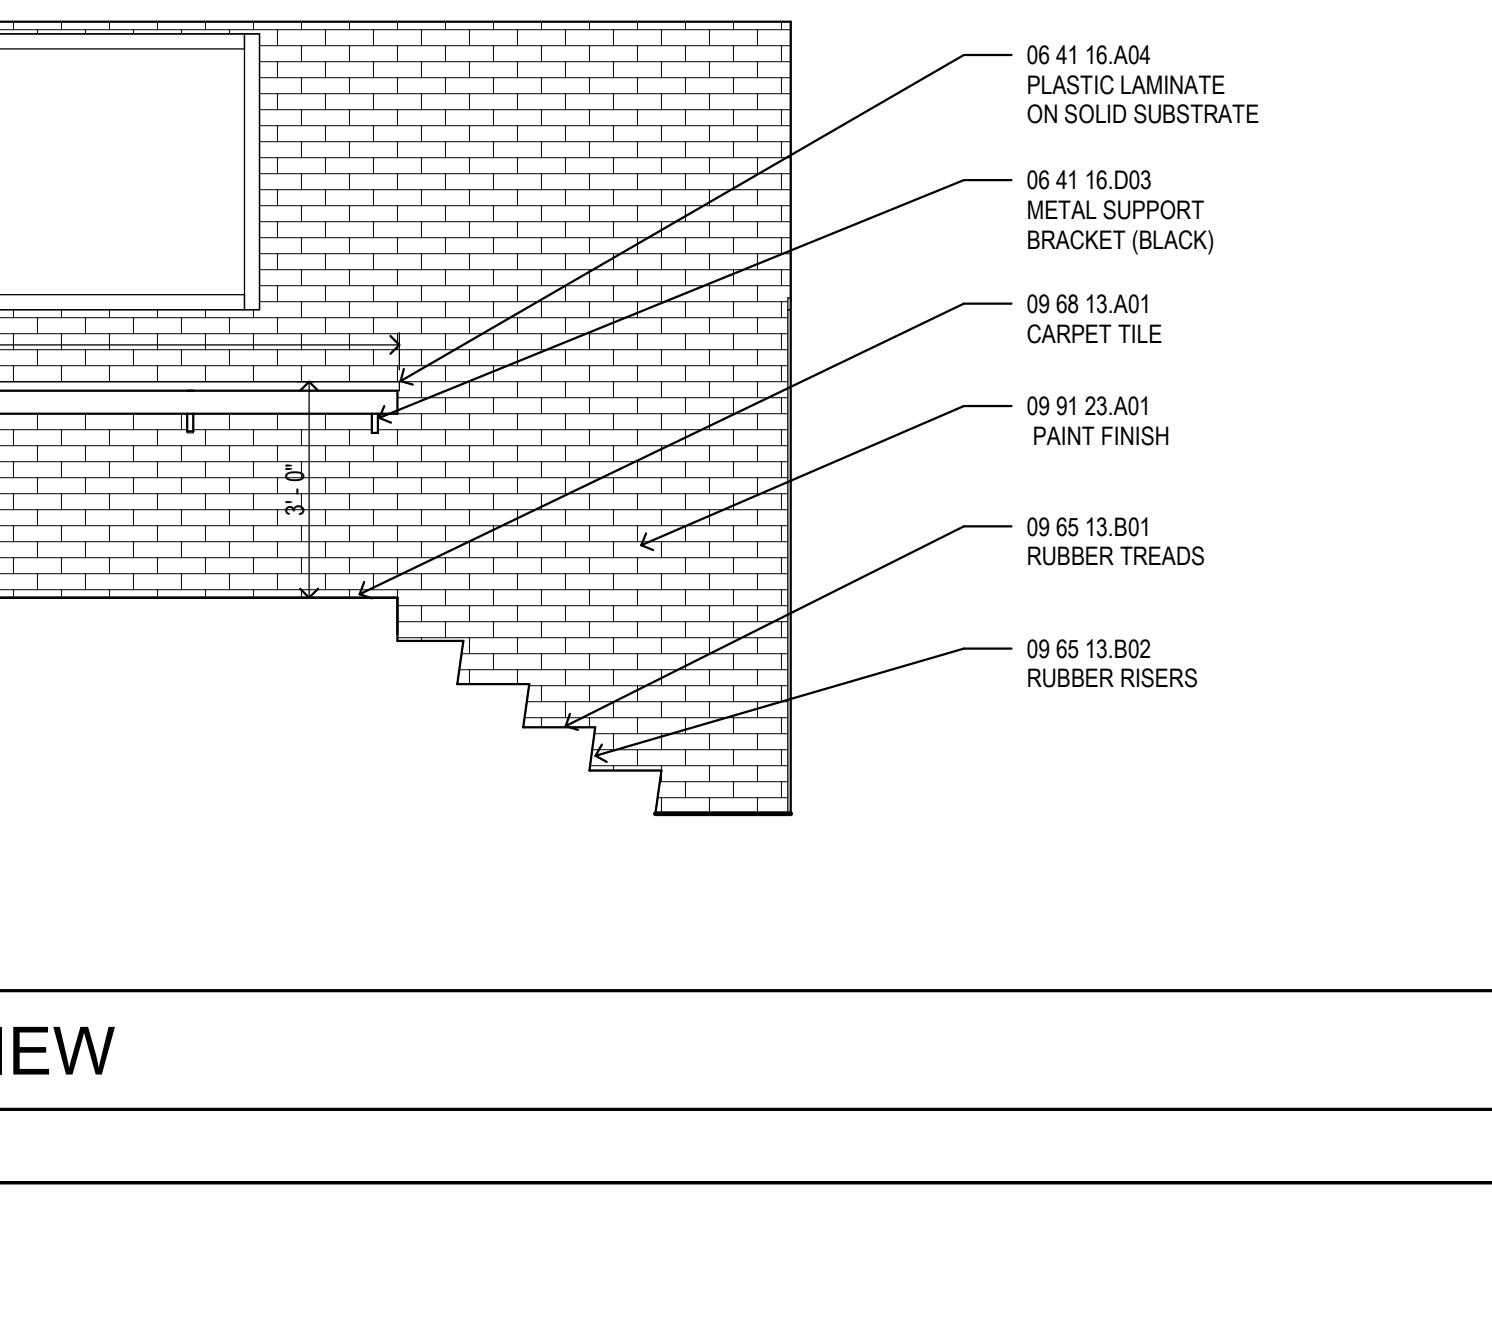 06 41 16.A04
PLASTIC LAMINATE
ON SOLID SUBSTRATE
06 41 16.D03
METAL SUPPORT
BRACKET (BLACK)
09 68 13.A01
CARPET TILE
09 91 23.A01
PAINT FINISH
3'- 0"
09 65 13.B01
RUBBER TREADS
09 65 13.B02
RUBBER RISERS
IEW